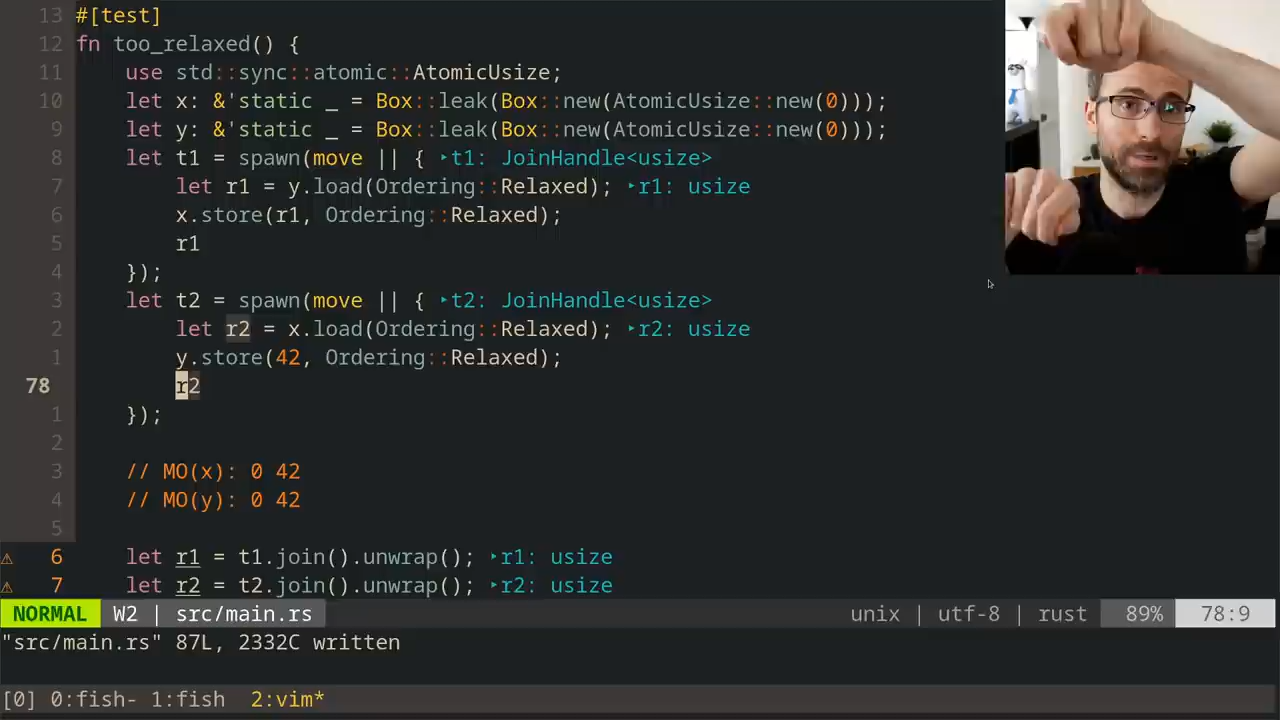 13 #[test]
12 fn too_relaxed() {
11     use std::sync::atomic::AtomicUsize;
10     let x: &'static _ = Box::leak(Box::new(AtomicUsize::new(0)));
9     let y: &'static _ = Box::leak(Box::new(AtomicUsize::new(0)));
8     let t1 = spawn(move || { ‣t1: JoinHandle<usize>
7         let r1 = y.load(Ordering::Relaxed); ‣r1: usize
6         x.store(r1, Ordering::Relaxed);
5         r1
4     });
3     let t2 = spawn(move || { ‣t2: JoinHandle<usize>
2         let r2 = x.load(Ordering::Relaxed); ‣r2: usize
1         y.store(42, Ordering::Relaxed);
78         r2
1     });
2
3     // MO(x): 0 42
4     // MO(y): 0 42
5
⚠ 6     let r1 = t1.join().unwrap(); ‣r1: usize
⚠ 7     let r2 = t2.join().unwrap(); ‣r2: usize
NORMAL W2 | src/main.rs unix | utf-8 | rust 89% 78:9
"src/main.rs" 87L, 2332C written
[0] 0:fish- 1:fish 2:vim*